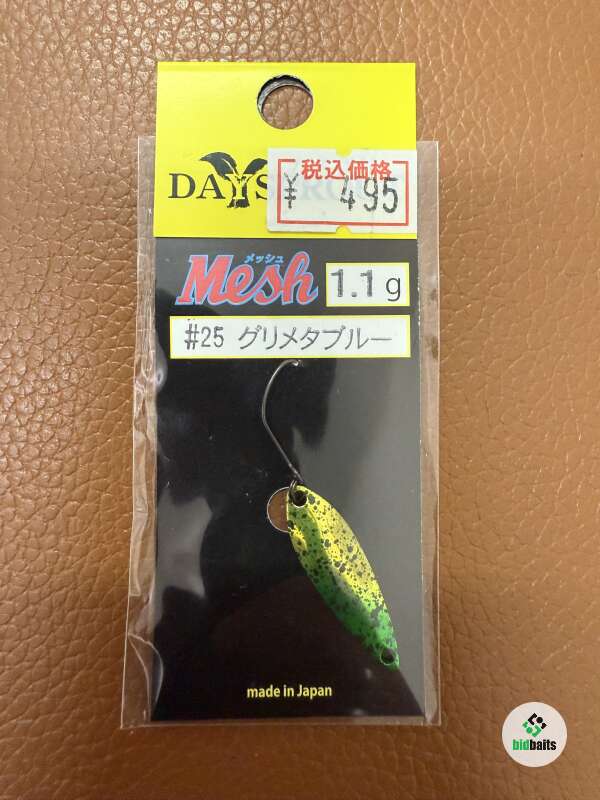 税込価格
DAYS
¥ 495
メッシュ
Mesh 1.1g
#25 グリメタブルー
made in Japan
bidbaits